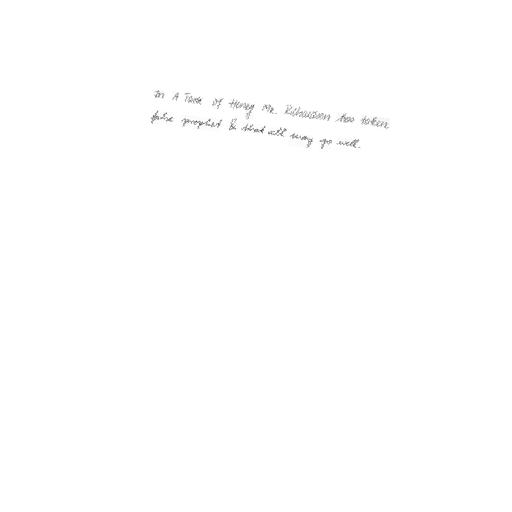 In A Taste of Honey Mr. Richardson has taken
false prophet & that all may go well.